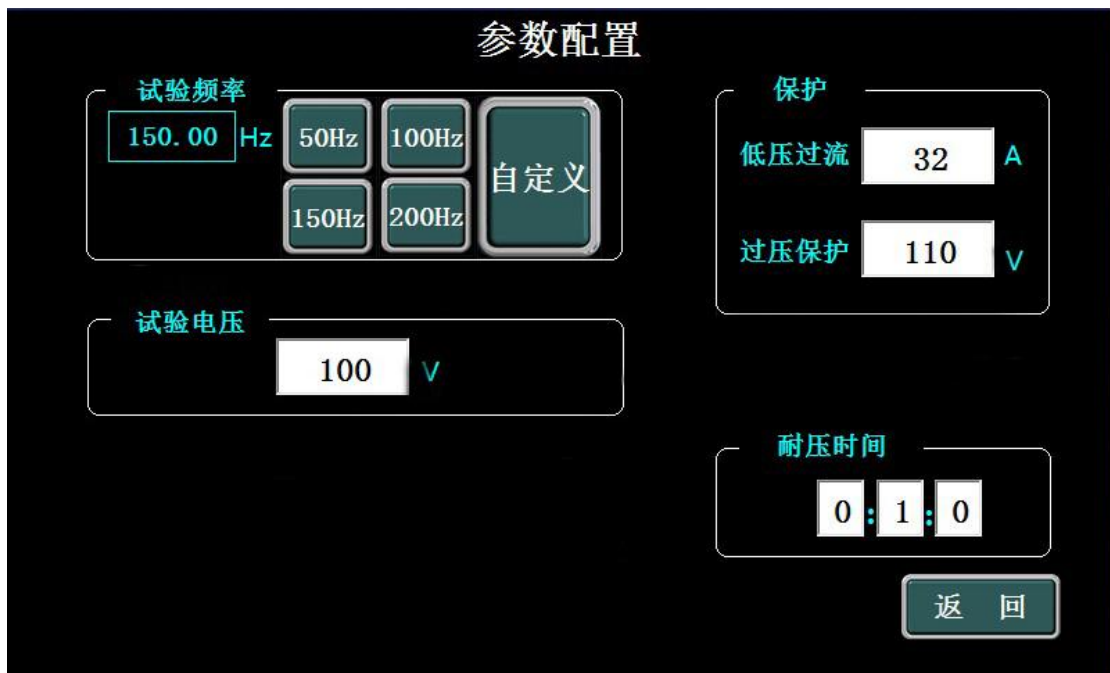 参数配置
试验频率
150.00 Hz
50Hz 100Hz
150Hz 200Hz
自定义
保护
低压过流 32 A
过压保护 110 V
试验电压
100 V
耐压时间
0 : 1 : 0
返 回